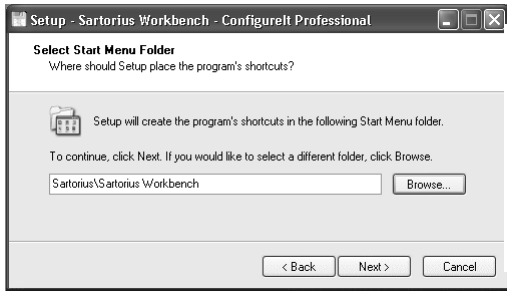 Setup - Sartorius Workbench - ConfigureIt Professional
Select Start Menu Folder
Where should Setup place the program's shortcuts?
Setup will create the program's shortcuts in the following Start Menu folder.
To continue, click Next. If you would like to select a different folder, click Browse.
Sartorius\Sartorius Workbench
Browse...
< Back
Next >
Cancel